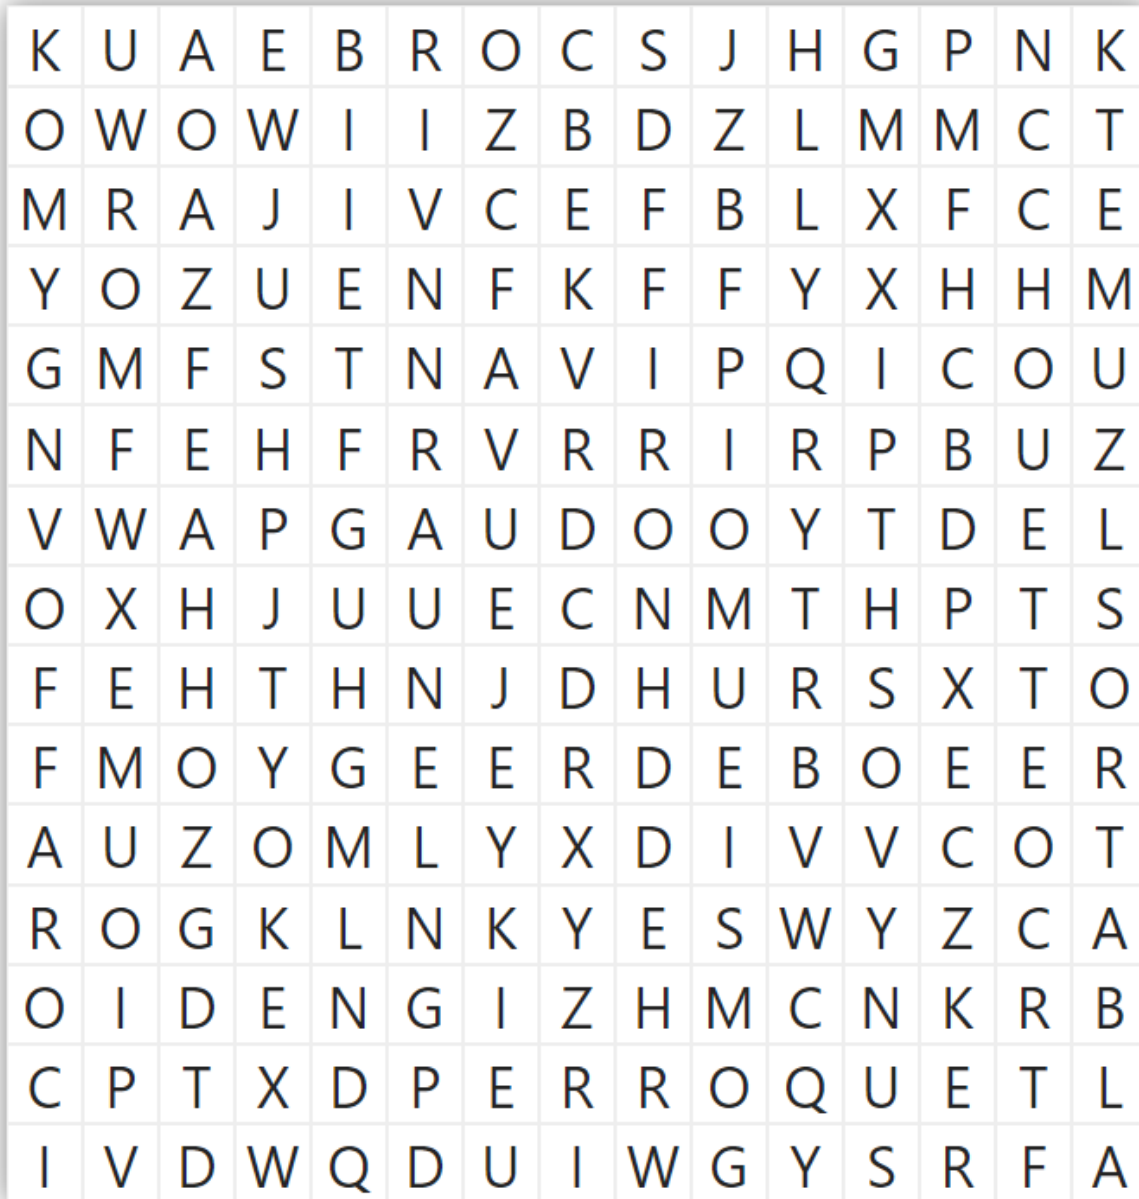 K U A E B R O C S J H G P N K
O W O W I I Z B D Z L M M C T
M R A J I V C E F B L X F C E
Y O Z U E N F K F F Y X H H M
G M F S T N A V I P Q I C O U
N F E H F R V R R I R P B U Z
V W A P G A U D O O Y T D E L
O X H J U U E C N M T H P T S
F E H T H N J D H U R S X T O
F M O Y G E E R D E B O E E R
A U Z O M L Y X D I V V C O T
R O G K L N K Y E S W Y Z C A
O I D E N G I Z H M C N K R B
C P T X D P E R R O Q U E T L
I V D W Q D U I W G Y S R F A